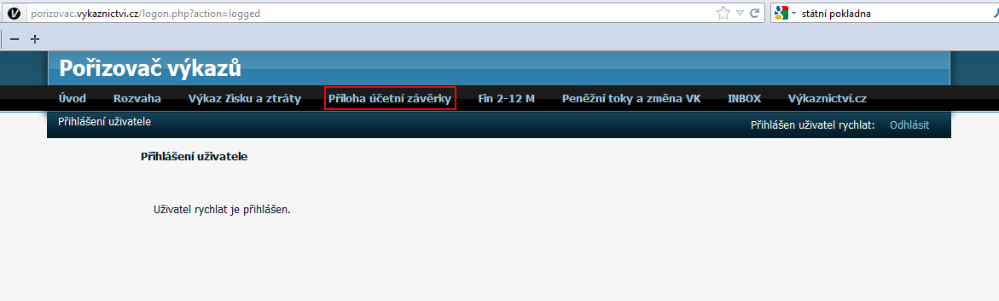 porizovac.vykaznictvi.cz/logon.php?action=logged
státní pokladna
Pořizovač výkazů
Úvod Rozvaha Výkaz Zisku a ztráty Příloha účetní závěrky Fin 2-12 M Peněžní toky a změna VK INBOX Výkaznictví.cz
Přihlášení uživatele
Přihlášen uživatel rychlat: Odhlásit
Přihlášení uživatele
Uživatel rychlat je přihlášen.